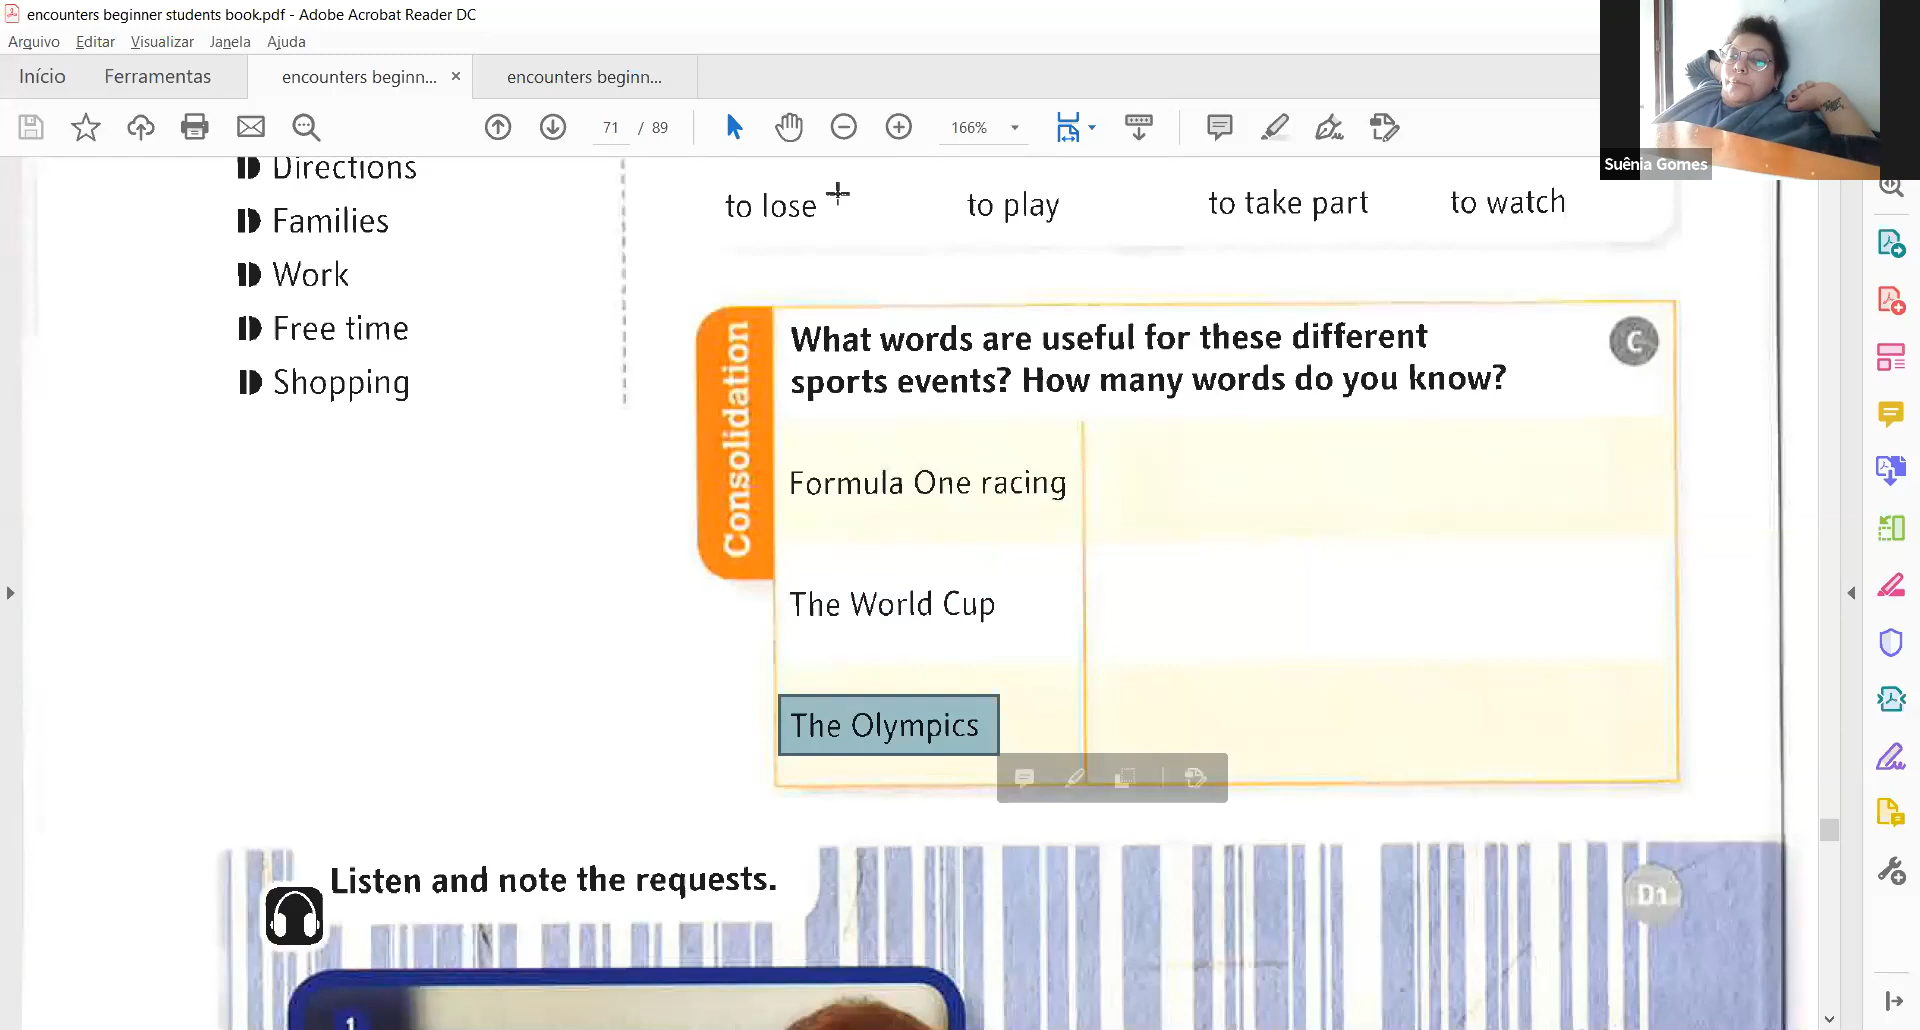 encounters beginner students book.pdf - Adobe Acrobat Reader DC
Arquivo Editar Visualizar Janela Ajuda
Início Ferramentas encounters beginn... × encounters beginn...
71 / 89 166%
Suênia Gomes
Directions
Families
Work
Free time
Shopping
to lose to play to take part to watch
Consolidation
What words are useful for these different
sports events? How many words do you know?
C
Formula One racing
The World Cup
The Olympics
Listen and note the requests.
D1
1